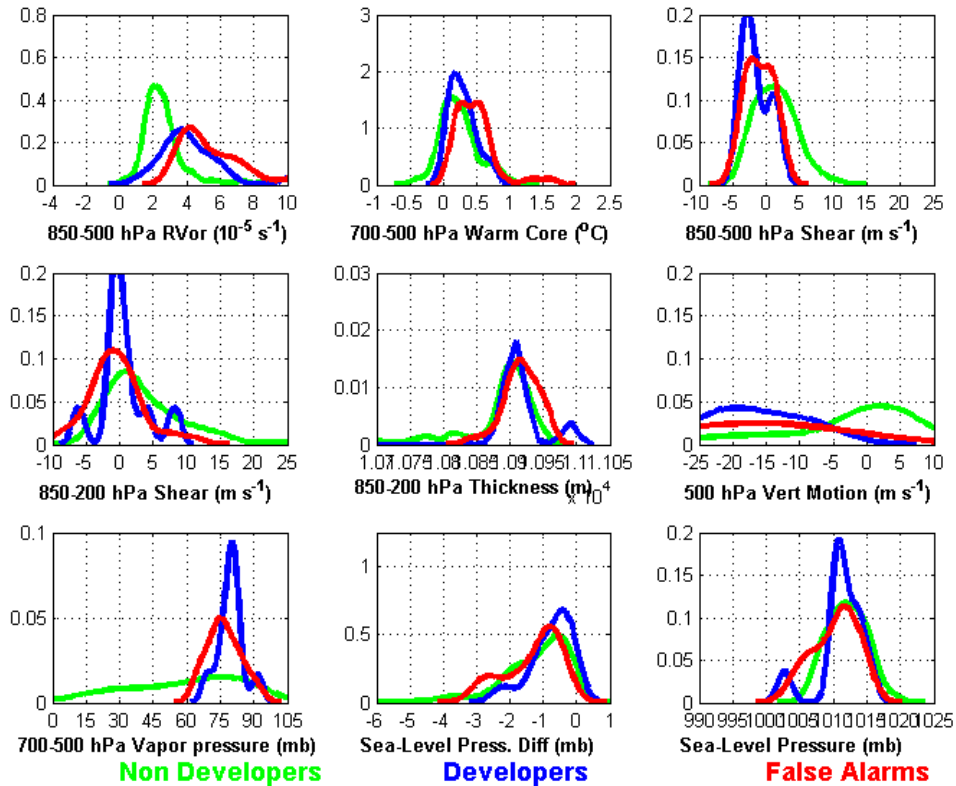 0.8 3 0.2
0.6 0.15
2
0.4 0.1
1
0.2 0.05
0 0 0
-4 -2 0 2 4 6 8 10 -1 -0.5 0 0.5 1 1.5 2 2.5 -10 -5 0 5 10 15 20 25
850-500 hPa RVor (10⁻⁵ s⁻¹) 700-500 hPa Warm Core (ºC) 850-500 hPa Shear (m s⁻¹)
0.2 0.03 0.2
0.15 0.02 0.15
0.1 0.1
0.05 0.01 0.05
0 0 0
-10 -5 0 5 10 15 20 25 1.07 1.075 1.08 1.085 1.09 1.095 1.1 1.105 -25 -20 -15 -10 -5 0 5 10
850-200 hPa Shear (m s⁻¹) 850-200 hPa Thickness (m) x 10⁴ 500 hPa Vert Motion (m s⁻¹)
0.1 1 0.2
0.15
0.05 0.5 0.1
0.05
0 0 0
0 15 30 45 60 75 90 105 -6 -5 -4 -3 -2 -1 0 1 990 995 1000 1005 1010 1015 1020 1025
700-500 hPa Vapor pressure (mb) Sea-Level Press. Diff (mb) Sea-Level Pressure (mb)
Non Developers Developers False Alarms